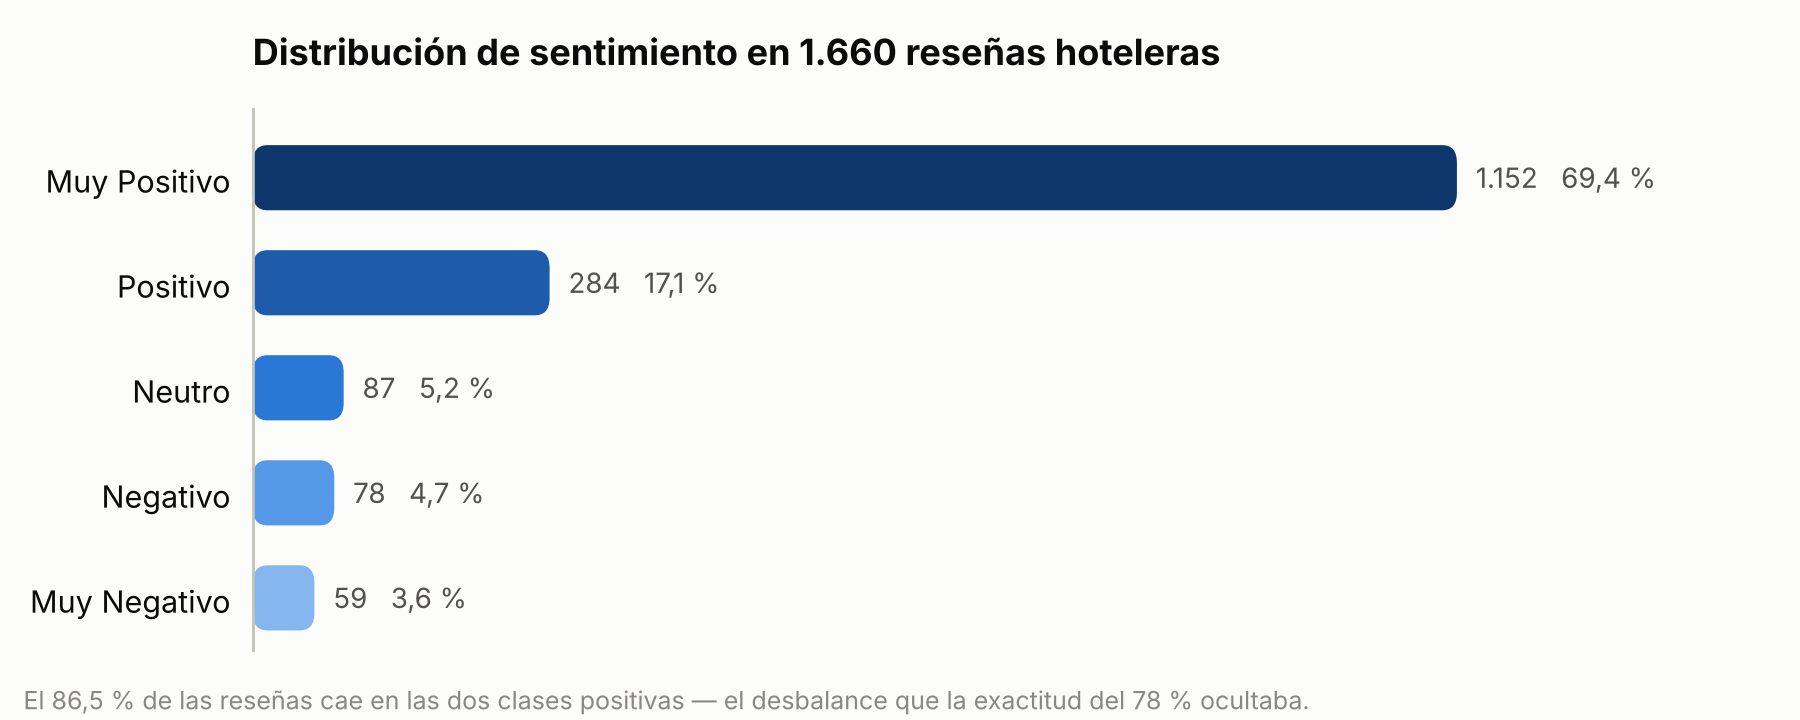 Distribución de sentimiento en 1.660 reseñas hoteleras
Muy Positivo 1.152 69,4 %
Positivo 284 17,1 %
Neutro 87 5,2 %
Negativo 78 4,7 %
Muy Negativo 59 3,6 %
El 86,5 % de las reseñas cae en las dos clases positivas — el desbalance que la exactitud del 78 % ocultaba.